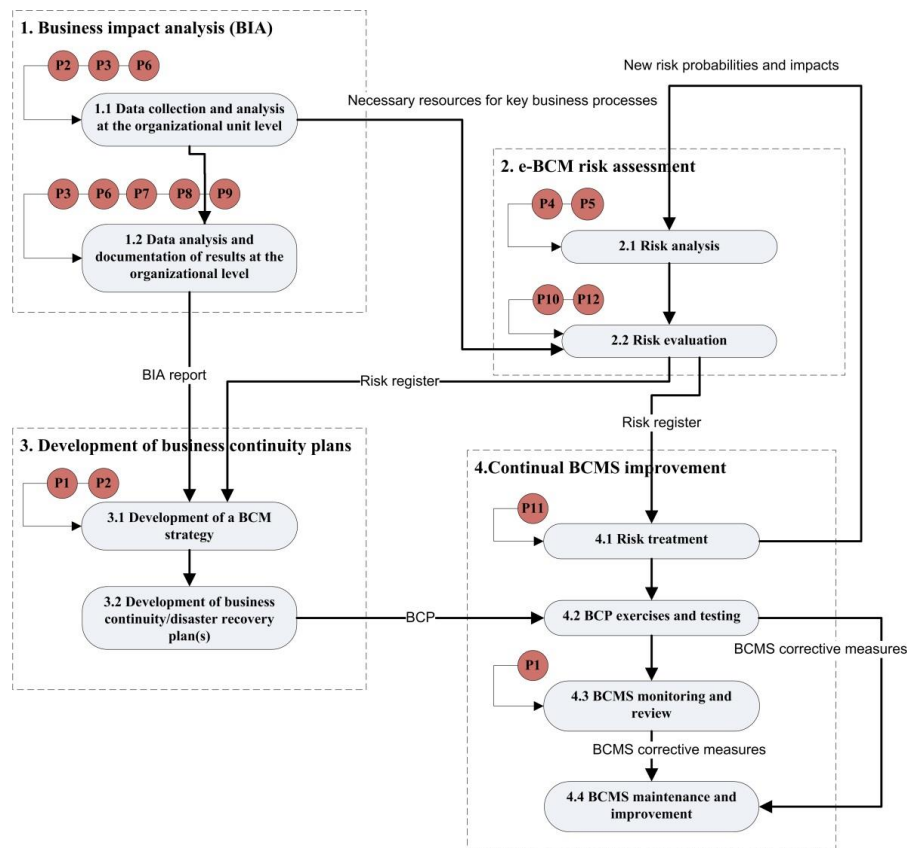 1. Business impact analysis (BIA)
P2 P3 P6
1.1 Data collection and analysis
at the organizational unit level
P3 P6 P7 P8 P9
1.2 Data analysis and
documentation of results at the
organizational level
New risk probabilities and impacts
Necessary resources for key business processes
2. e-BCM risk assessment
P4 P5
2.1 Risk analysis
P10 P12
2.2 Risk evaluation
BIA report
Risk register
Risk register
3. Development of business continuity plans
P1 P2
3.1 Development of a BCM
strategy
3.2 Development of business
continuity/disaster recovery
plan(s)
BCP
4.Continual BCMS improvement
P11
4.1 Risk treatment
4.2 BCP exercises and testing
BCMS corrective measures
P1
4.3 BCMS monitoring and
review
BCMS corrective measures
4.4 BCMS maintenance and
improvement